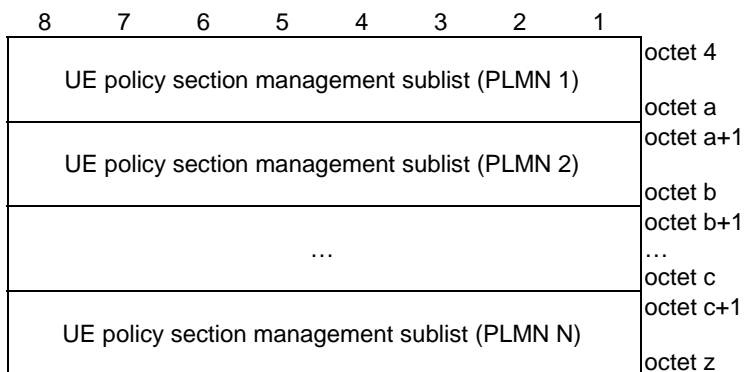 8 7 6 5 4 3 2 1
octet 4
UE policy section management sublist (PLMN 1)
octet a
octet a+1
UE policy section management sublist (PLMN 2)
octet b
octet b+1
… …
octet c
octet c+1
UE policy section management sublist (PLMN N)
octet z